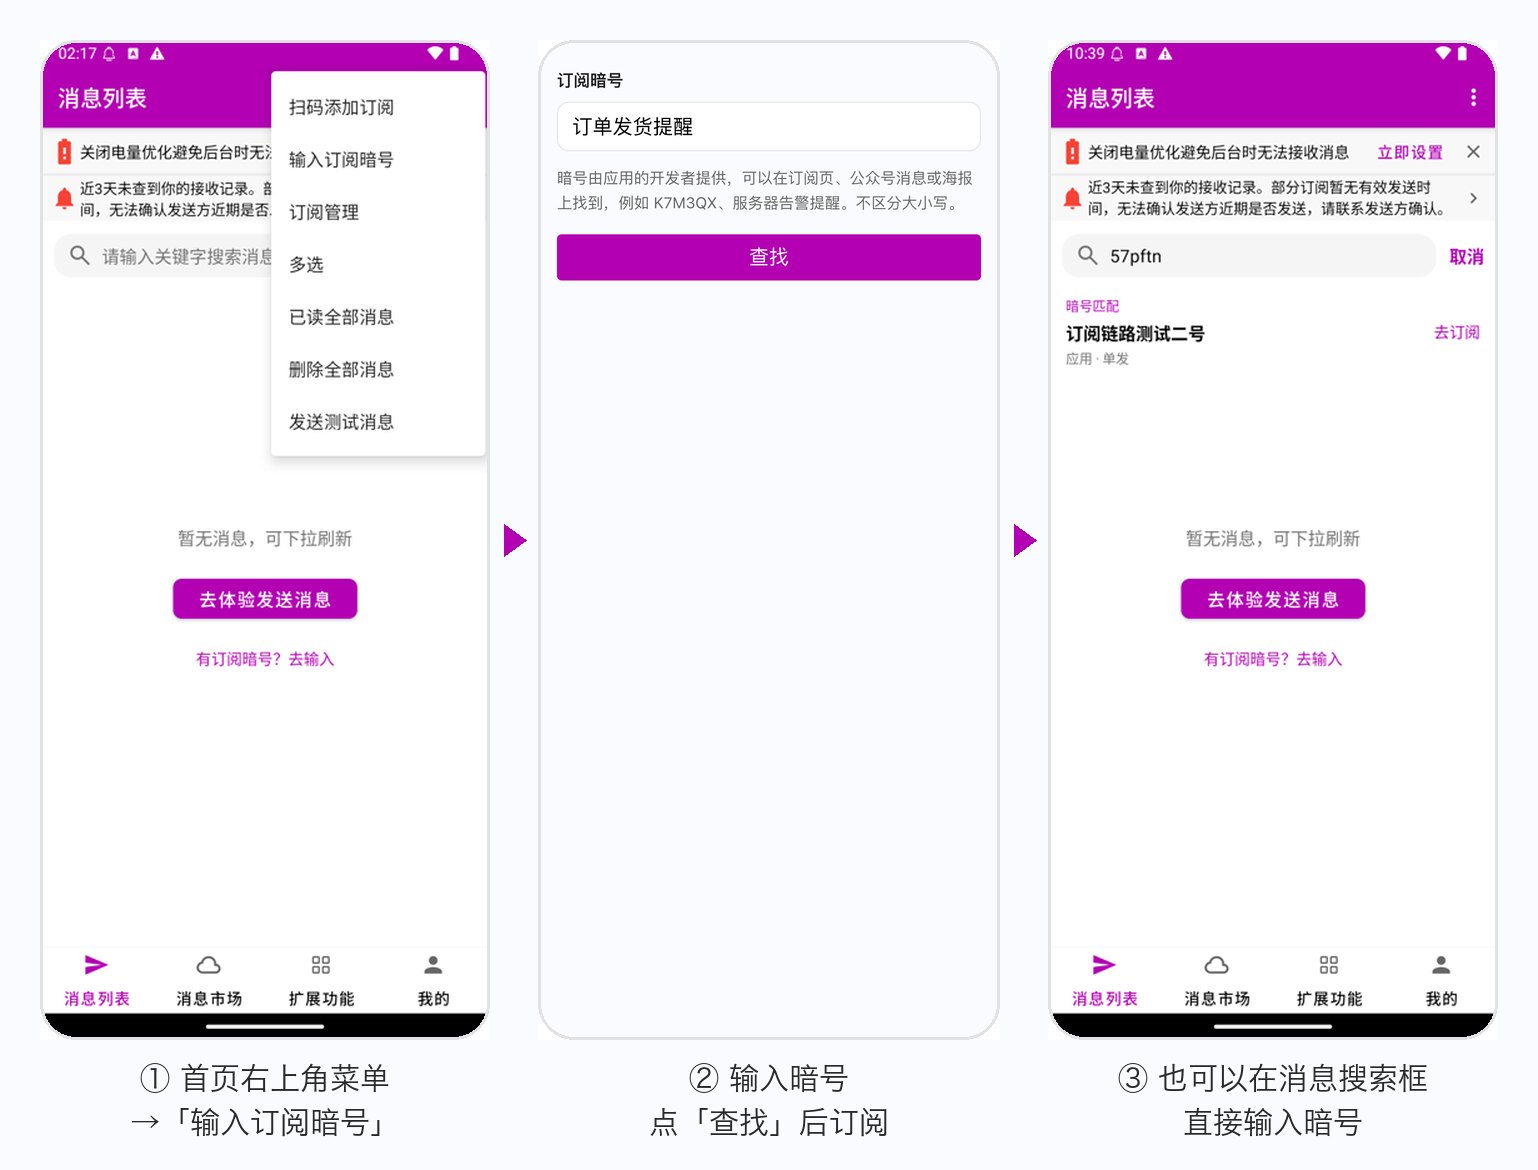 02:17
消息列表
扫码添加订阅
输入订阅暗号
订阅管理
多选
已读全部消息
删除全部消息
发送测试消息
关闭电量优化避免后台时无
近3天未查到你的接收记录。
间，无法确认发送方近期是否
请输入关键字搜索消息
暂无消息，可下拉刷新
去体验发送消息
有订阅暗号？去输入
消息列表
消息市场
扩展功能
我的
① 首页右上角菜单
→「输入订阅暗号」
订阅暗号
订单发货提醒
暗号由应用的开发者提供，可以在订阅页、公众号消息或海报
上找到，例如 K7M3QX、服务器告警提醒。不区分大小写。
查找
② 输入暗号
点「查找」后订阅
10:39
消息列表
关闭电量优化避免后台时无法接收消息 立即设置
近3天未查到你的接收记录。部分订阅暂无有效发送时
间，无法确认发送方近期是否发送，请联系发送方确认。
57pftn 取消
暗号匹配
订阅链路测试二号 去订阅
应用 · 单发
暂无消息，可下拉刷新
去体验发送消息
有订阅暗号？去输入
消息列表
消息市场
扩展功能
我的
③ 也可以在消息搜索框
直接输入暗号